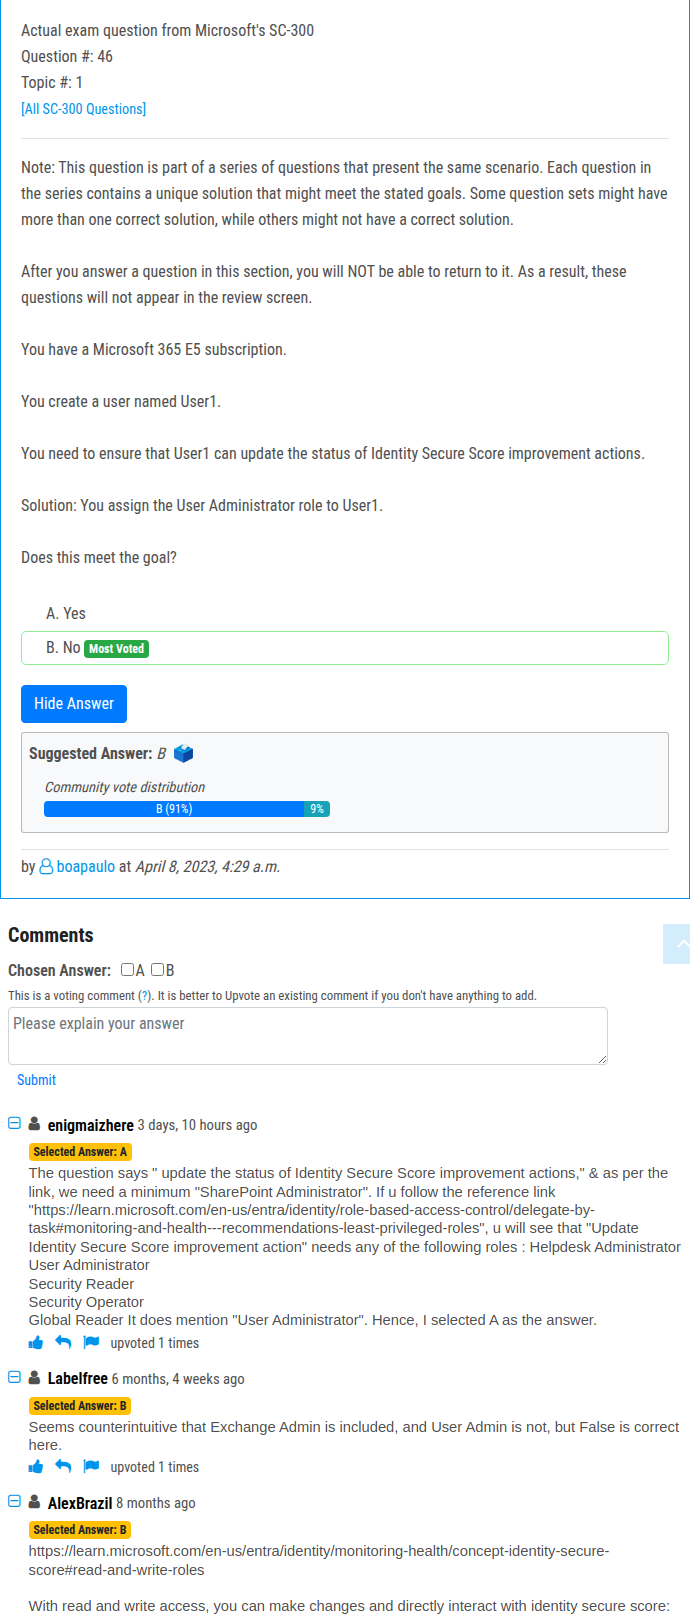 Actual exam question from Microsoft's SC-300
Question #: 46
Topic #: 1
[All SC-300 Questions]
Note: This question is part of a series of questions that present the same scenario. Each question in
the series contains a unique solution that might meet the stated goals. Some question sets might have
more than one correct solution, while others might not have a correct solution.
After you answer a question in this section, you will NOT be able to return to it. As a result, these
questions will not appear in the review screen.
You have a Microsoft 365 E5 subscription.
You create a user named User1.
You need to ensure that User1 can update the status of Identity Secure Score improvement actions.
Solution: You assign the User Administrator role to User1.
Does this meet the goal?
A. Yes
B. No Most Voted
Hide Answer
Suggested Answer: B
Community vote distribution
B (91%) 9%
by boapaulo at April 8, 2023, 4:29 a.m.
Comments
Chosen Answer: A B
This is a voting comment (?). It is better to Upvote an existing comment if you don't have anything to add.
Please explain your answer
Submit
enigmaizhere 3 days, 10 hours ago
Selected Answer: A
The question says " update the status of Identity Secure Score improvement actions," & as per the
link, we need a minimum "SharePoint Administrator". If u follow the reference link
"https://learn.microsoft.com/en-us/entra/identity/role-based-access-control/delegate-by-
task#monitoring-and-health---recommendations-least-privileged-roles", u will see that "Update
Identity Secure Score improvement action" needs any of the following roles : Helpdesk Administrator
User Administrator
Security Reader
Security Operator
Global Reader It does mention "User Administrator". Hence, I selected A as the answer.
upvoted 1 times
Labelfree 6 months, 4 weeks ago
Selected Answer: B
Seems counterintuitive that Exchange Admin is included, and User Admin is not, but False is correct
here.
upvoted 1 times
AlexBrazil 8 months ago
Selected Answer: B
https://learn.microsoft.com/en-us/entra/identity/monitoring-health/concept-identity-secure-
score#read-and-write-roles
With read and write access, you can make changes and directly interact with identity secure score: